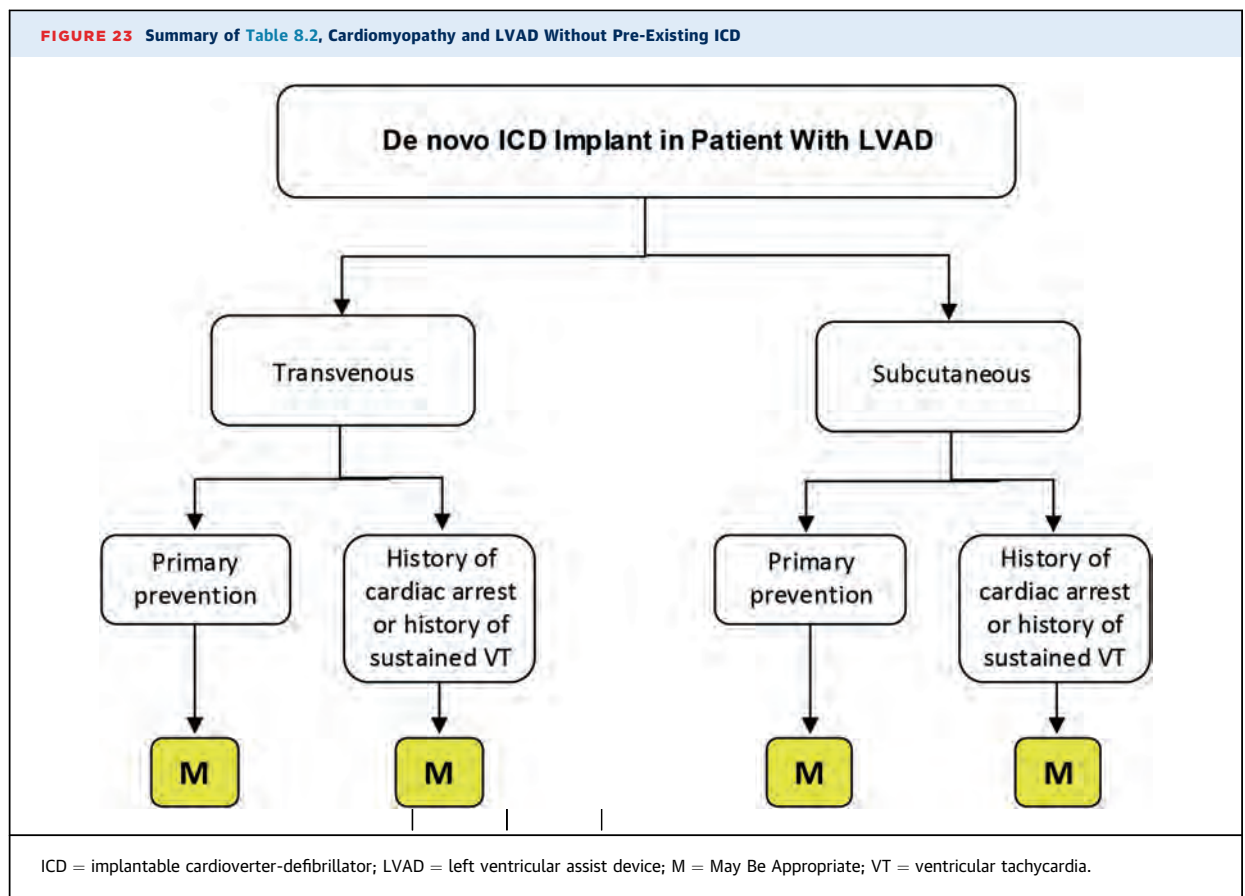 FIGURE 23 Summary of Table 8.2, Cardiomyopathy and LVAD Without Pre-Existing ICD
De novo ICD Implant in Patient With LVAD
Transvenous
Subcutaneous
Primary
prevention
History of
cardiac arrest
or history of
sustained VT
Primary
prevention
History of
cardiac arrest
or history of
sustained VT
M
M
M
M
ICD = implantable cardioverter-defibrillator; LVAD = left ventricular assist device; M = May Be Appropriate; VT = ventricular tachycardia.